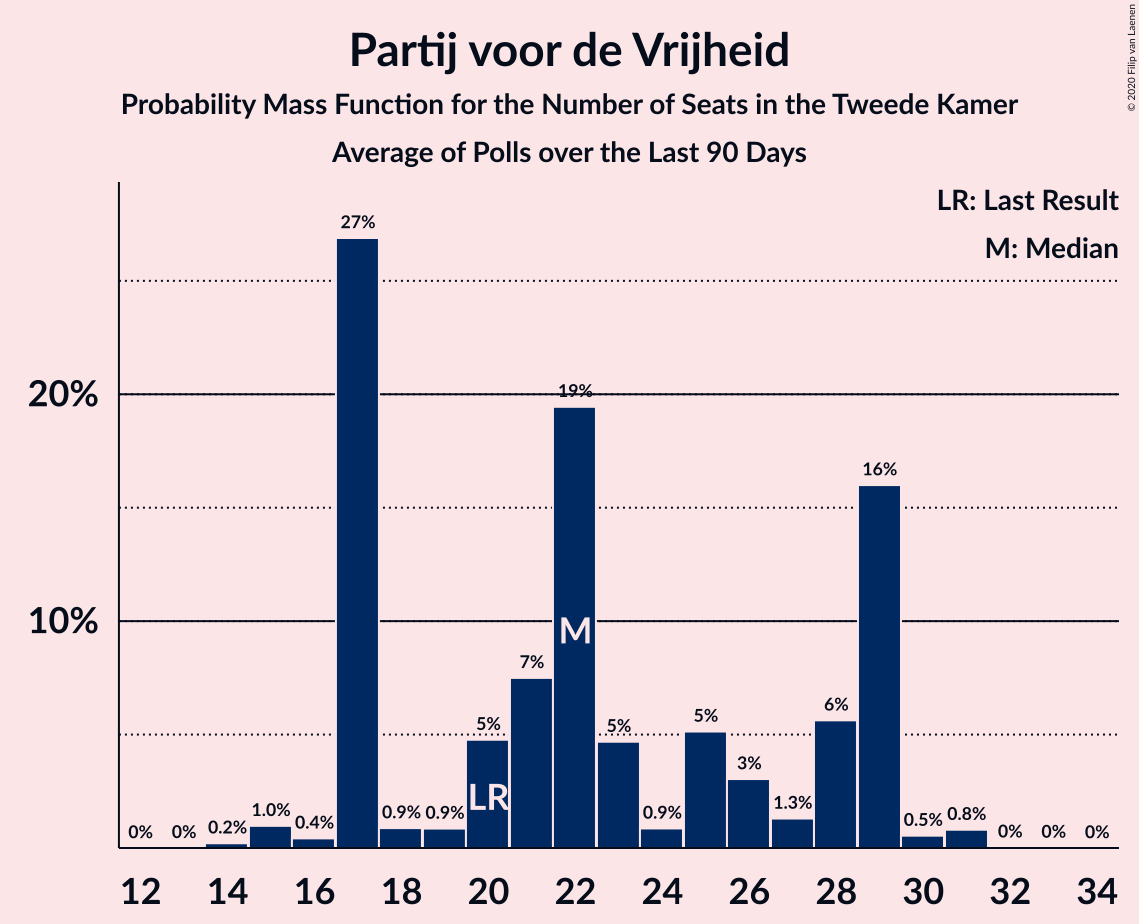 Partij voor de Vrijheid
Probability Mass Function for the Number of Seats in the Tweede Kamer
Average of Polls over the Last 90 Days
© 2020 Filip van Laenen
LR: Last Result
M: Median
27%
20%
19%
16%
10%
M
7%
6%
5%
5%
5%
3%
LR
1.3%
1.0%
0.9%
0.9%
0.9%
0.8%
0.5%
0.4%
0.2%
0%
0%
0%
0%
0%
12 14 16 18 20 22 24 26 28 30 32 34